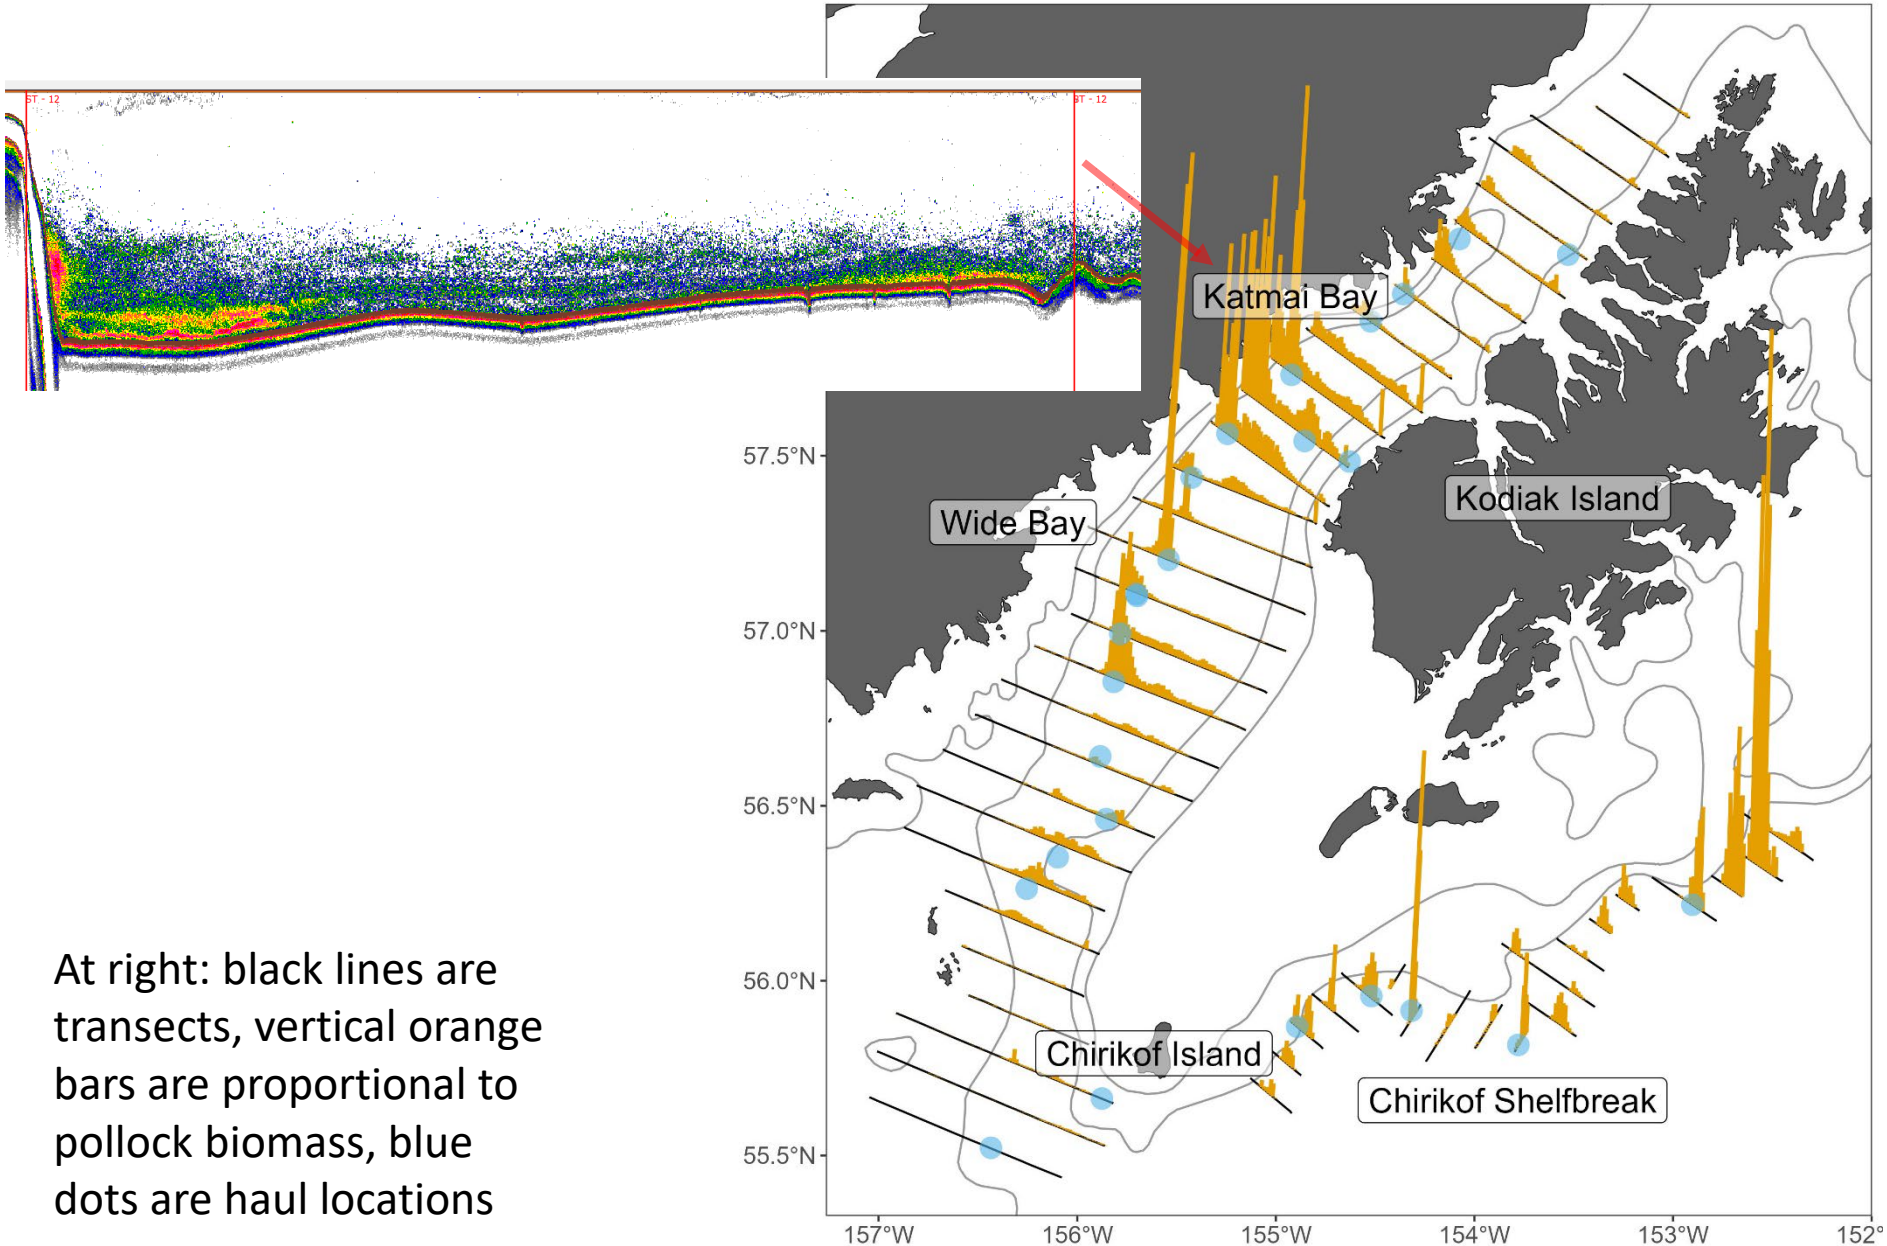 ST - 12
ST - 12
Katmai Bay
57.5°N
Kodiak Island
Wide Bay
57.0°N
56.5°N
At right: black lines are
transects, vertical orange
bars are proportional to
pollock biomass, blue
dots are haul locations
56.0°N
Chirikof Island
Chirikof Shelfbreak
55.5°N
157°W
156°W
155°W
154°W
153°W
152°